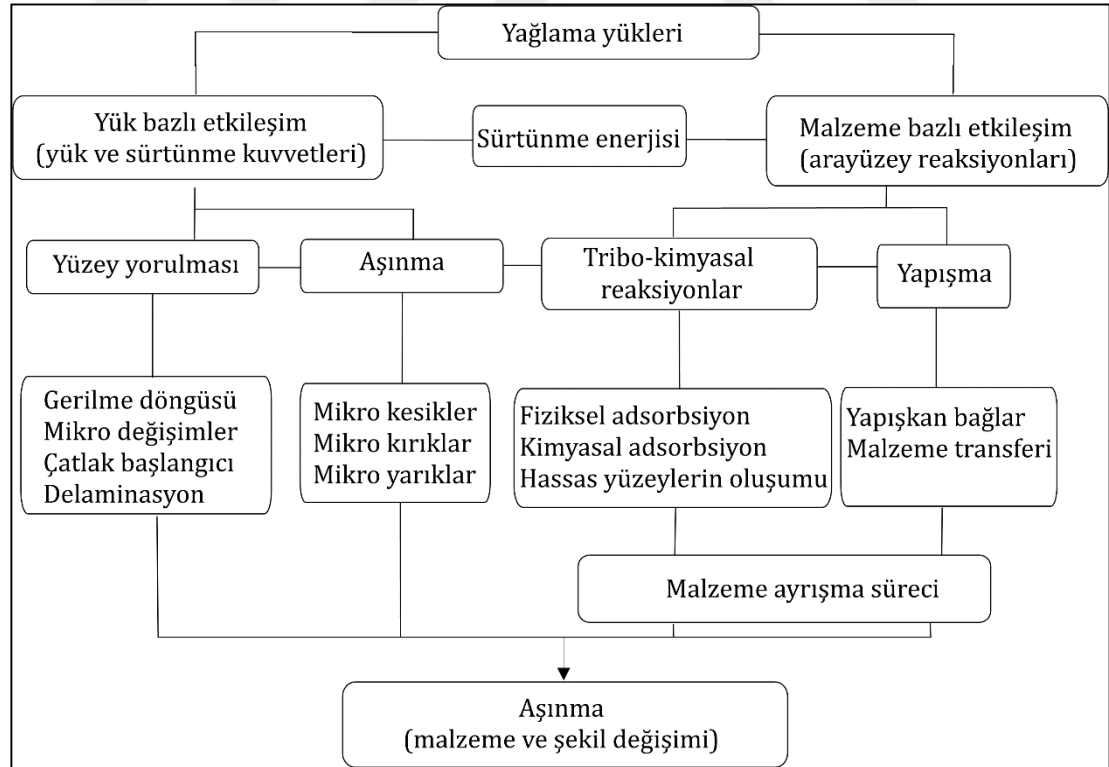 Yağlama yükleri
Yük bazlı etkileşim
(yük ve sürtünme kuvvetleri)
Sürtünme enerjisi
Malzeme bazlı etkileşim
(arayüzey reaksiyonları)
Yüzey yorulması
Aşınma
Tribo-kimyasal
reaksiyonlar
Yapışma
Gerilme döngüsü
Mikro değişimler
Çatlak başlangıcı
Delaminasyon
Mikro kesikler
Mikro kırıklar
Mikro yarıklar
Fiziksel adsorbsiyon
Kimyasal adsorbsiyon
Hassas yüzeylerin oluşumu
Yapışkan bağlar
Malzeme transferi
Malzeme ayrışma süreci
Aşınma
(malzeme ve şekil değişimi)